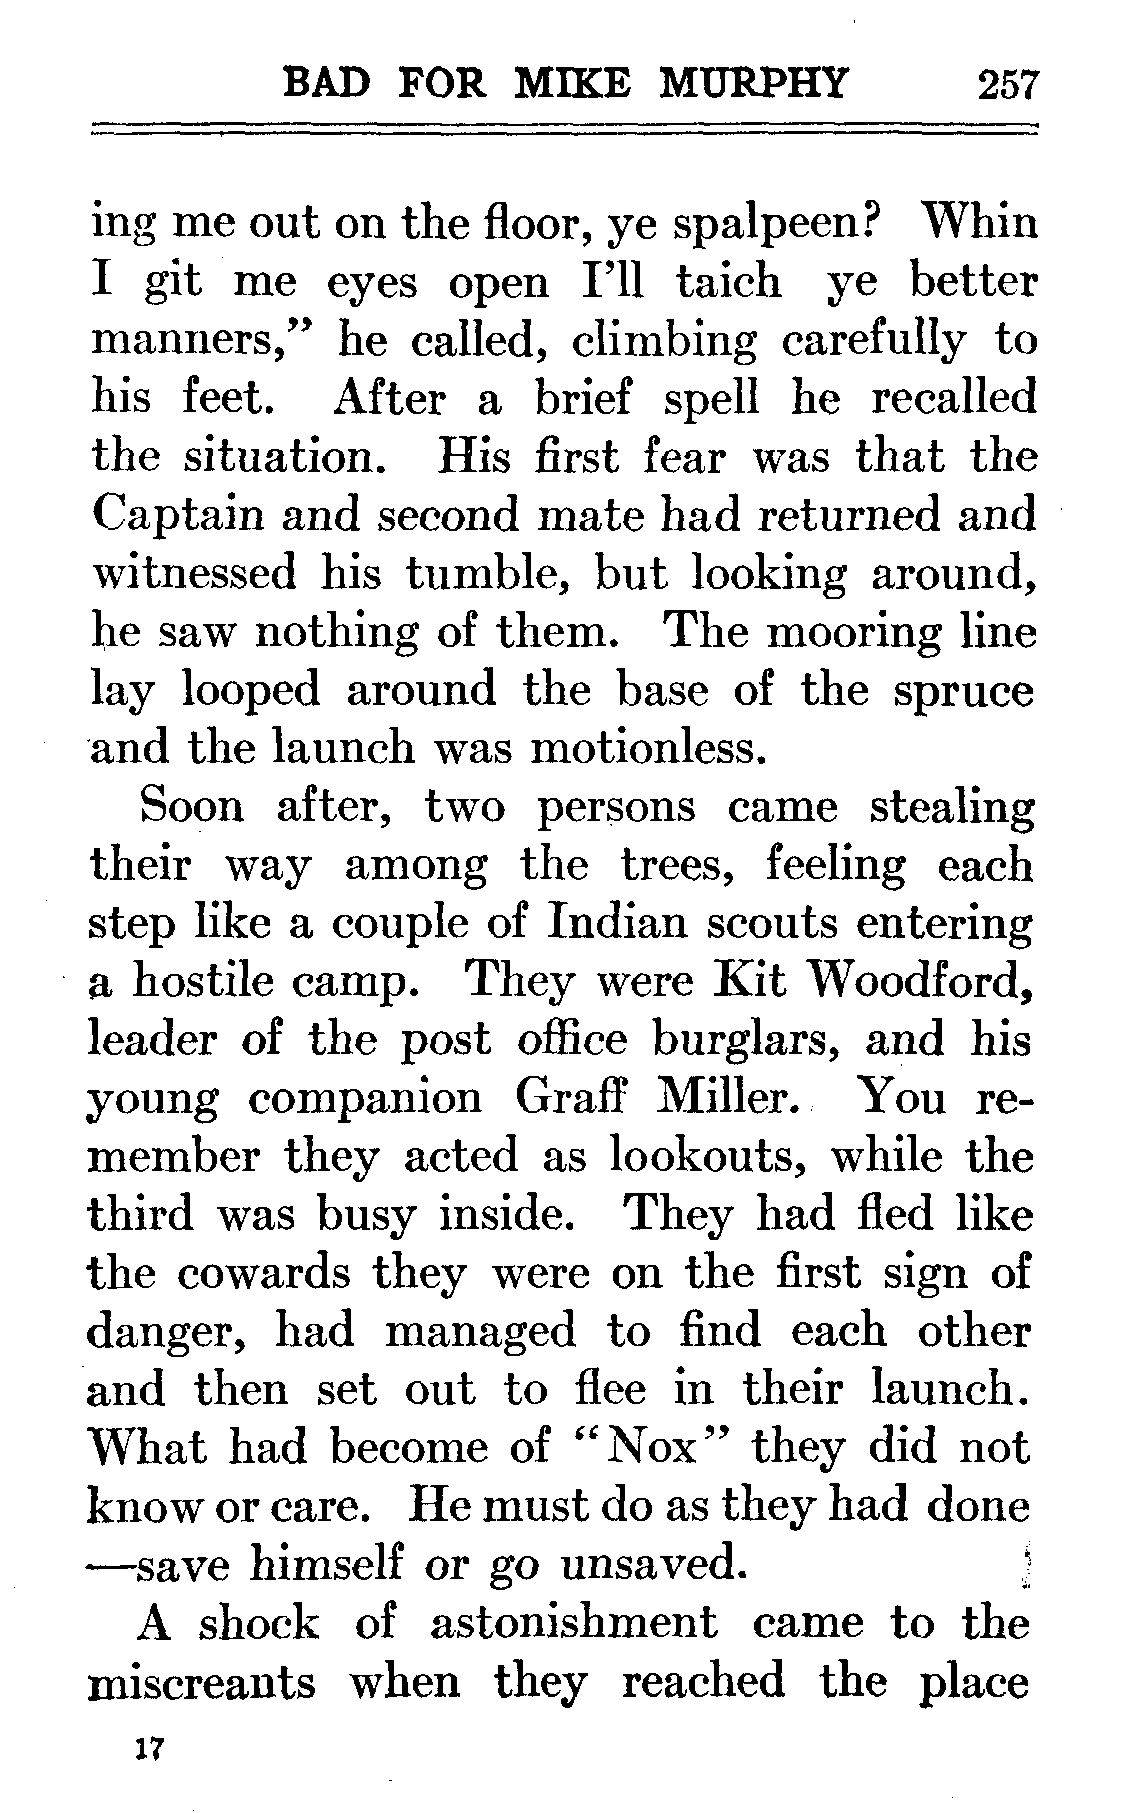 BAD FOR MIKE MURPHY 257
ing me out on the floor, ye spalpeen? Whin
I git me eyes open I'll taich ye better
manners,” he called, climbing carefully to
his feet. After a brief spell he recalled
the situation. His first fear was that the
Captain and second mate had returned and
witnessed his tumble, but looking around,
he saw nothing of them. The mooring line
lay looped around the base of the spruce
and the launch was motionless.
Soon after, two persons came stealing
their way among the trees, feeling each
step like a couple of Indian scouts entering
a hostile camp. They were Kit Woodford,
leader of the post office burglars, and his
young companion Graff Miller. You re-
member they acted as lookouts, while the
third was busy inside. They had fled like
the cowards they were on the first sign of
danger, had managed to find each other
and then set out to flee in their launch.
What had become of “Nox” they did not
know or care. He must do as they had done
—save himself or go unsaved.
A shock of astonishment came to the
miscreants when they reached the place
17